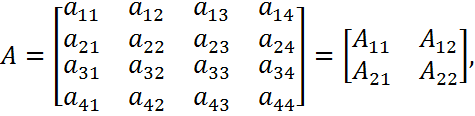 A = [a₁₁ a₁₂ a₁₃ a₁₄
a₂₁ a₂₂ a₂₃ a₂₄
a₃₁ a₃₂ a₃₃ a₃₄
a₄₁ a₄₂ a₄₃ a₄₄] = [A₁₁ A₁₂
A₂₁ A₂₂],